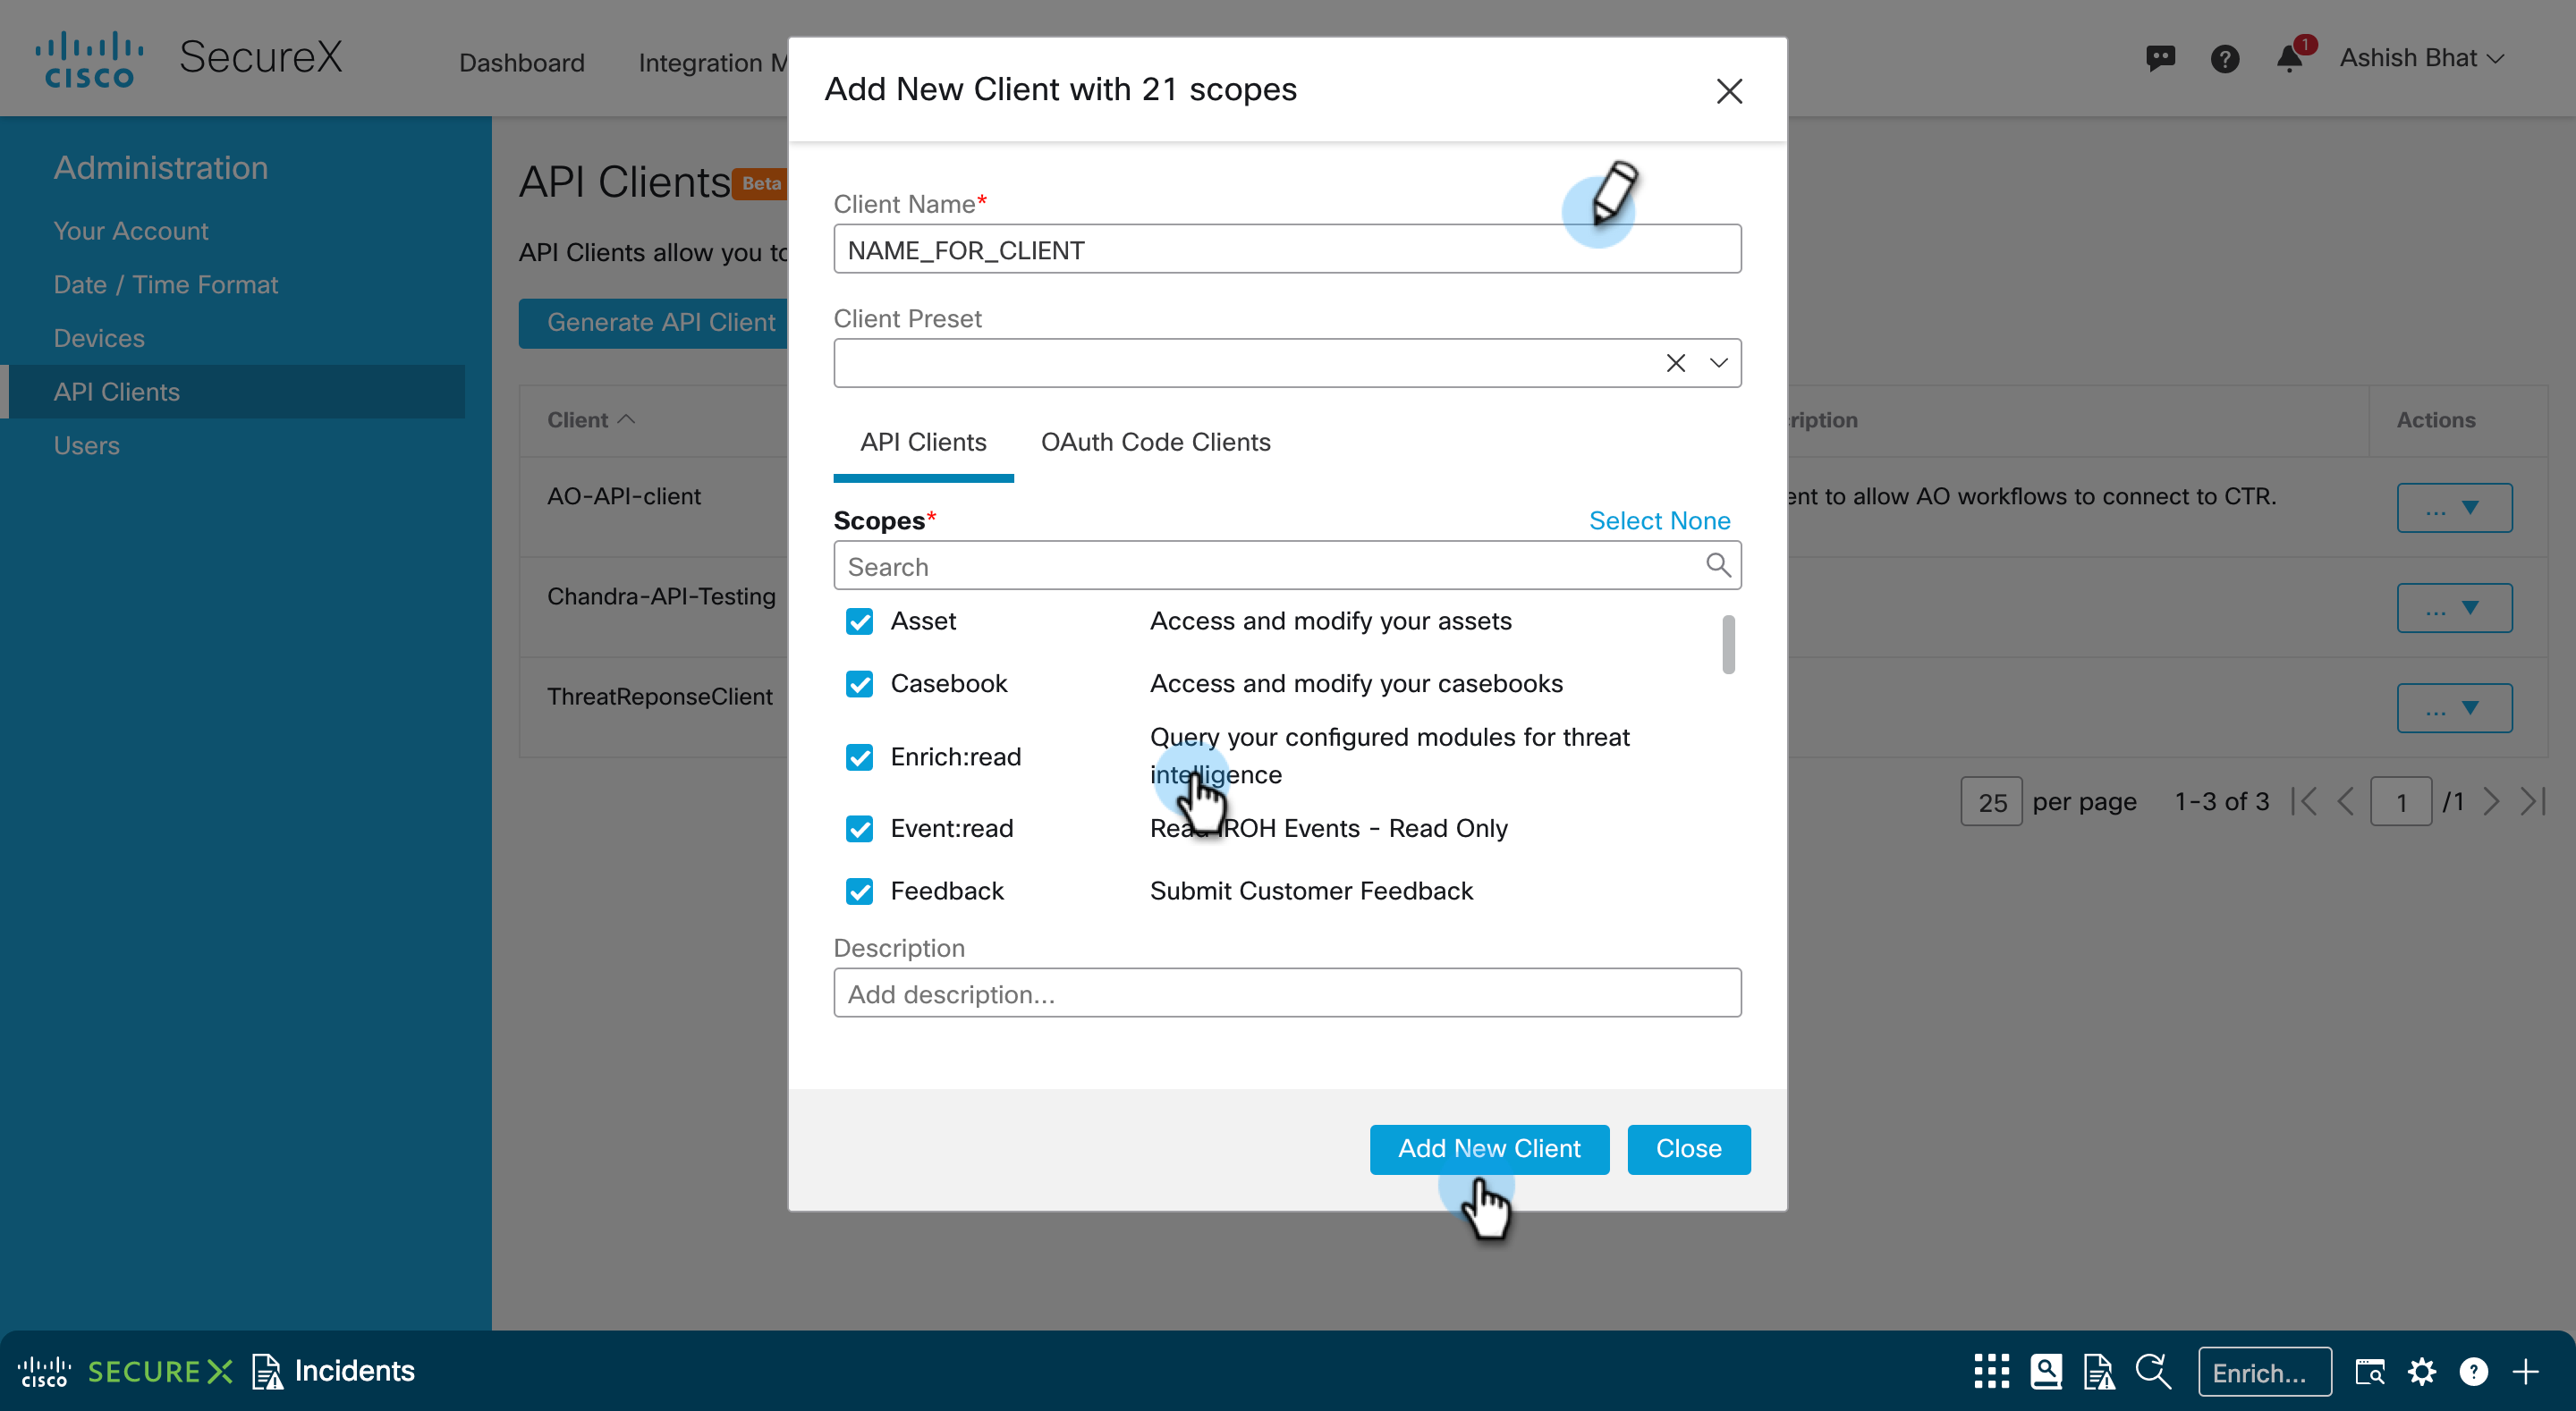 CISCO
SecureX
Dashboard
Integration M
1
Ashish Bhat
Administration
Your Account
Date / Time Format
Devices
API Clients
Users
API Clients
Beta
API Clients allow you to
Generate API Client
Client
AO-API-client
Chandra-API-Testing
ThreatReponseClient
Add New Client with 21 scopes
Client Name*
NAME_FOR_CLIENT
Client Preset
API Clients
OAuth Code Clients
Scopes*
Select None
Search
Asset
Access and modify your assets
Casebook
Access and modify your casebooks
Enrich:read
Query your configured modules for threat
intelligence
Event:read
Read IROH Events - Read Only
Feedback
Submit Customer Feedback
Description
Add description...
Add New Client
Close
ription
Actions
ent to allow AO workflows to connect to CTR.
...
...
...
25
per page
1-3 of 3
1
/1
CISCO
SECUREX
Incidents
Enrich...